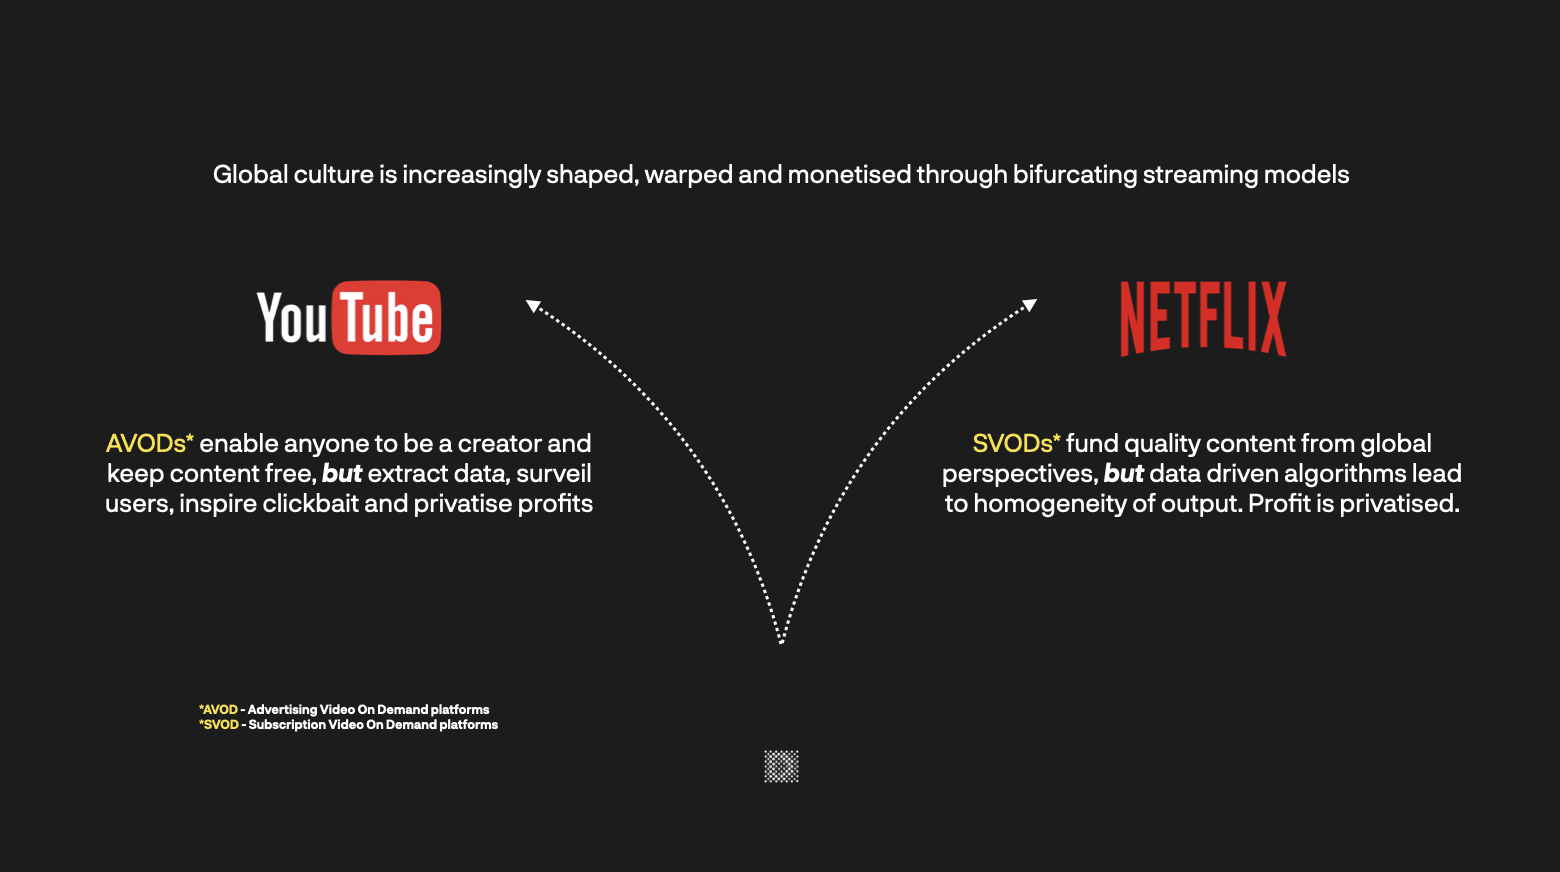 Global culture is increasingly shaped, warped and monetised through bifurcating streaming models
YouTube
AVODs* enable anyone to be a creator and
keep content free, but extract data, surveil
users, inspire clickbait and privatise profits
NETFLIX
SVODs* fund quality content from global
perspectives, but data driven algorithms lead
to homogeneity of output. Profit is privatised.
*AVOD - Advertising Video On Demand platforms
*SVOD - Subscription Video On Demand platforms